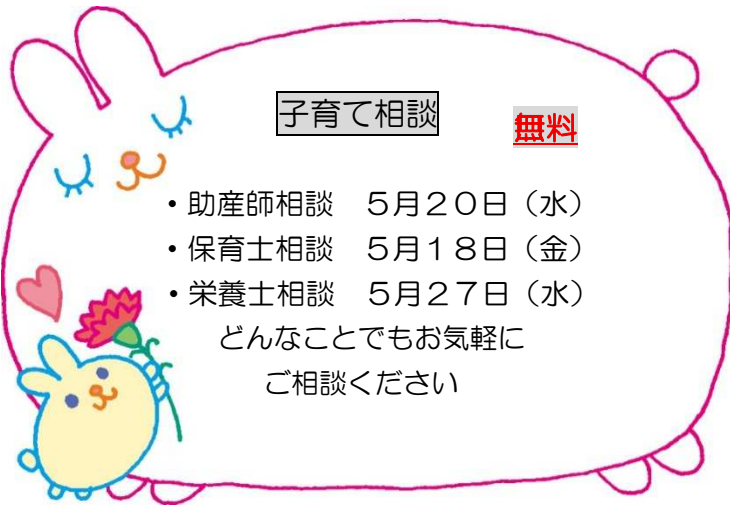 子育て相談 無料
・助産師相談　５月２０日（水）
・保育士相談　５月１８日（金）
・栄養士相談　５月２７日（水）
どんなことでもお気軽に
ご相談ください